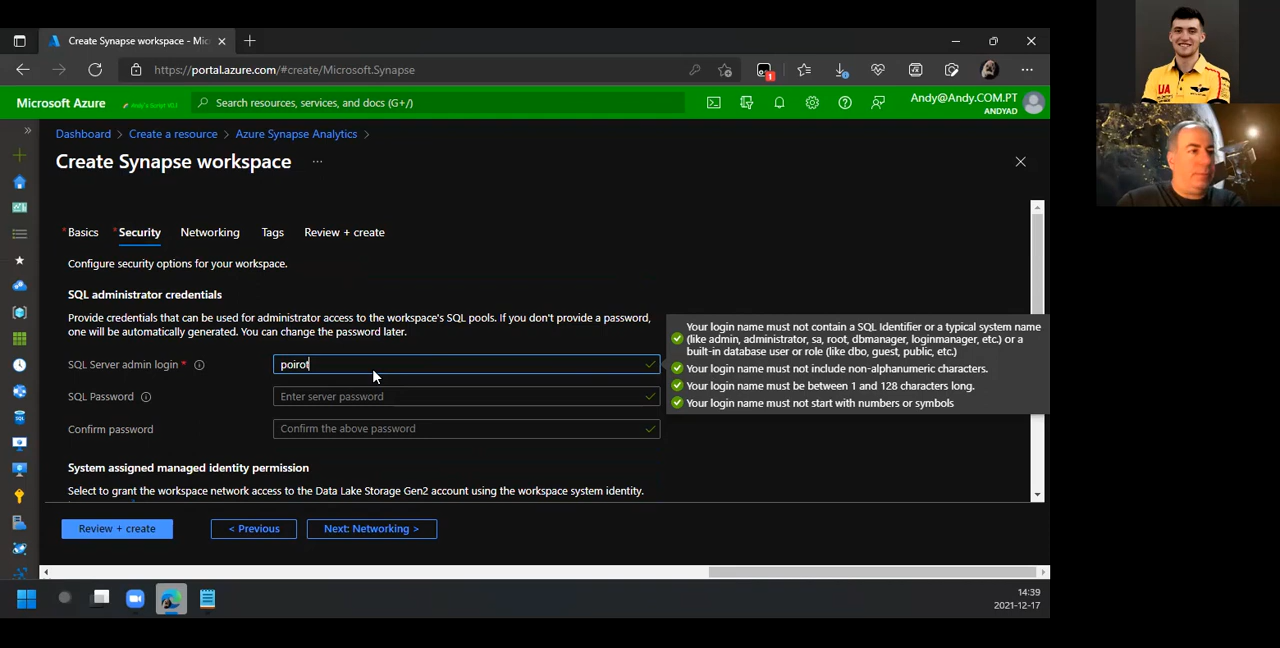 Create Synapse workspace - Mic
https://portal.azure.com/#create/Microsoft.Synapse
1
Microsoft Azure
Andy's Script V0.1
Search resources, services, and docs (G+/)
Andy@Andy.COM.PT
ANDYAD
Dashboard > Create a resource > Azure Synapse Analytics >
Create Synapse workspace ...
* Basics * Security Networking Tags Review + create
Configure security options for your workspace.
SQL administrator credentials
Provide credentials that can be used for administrator access to the workspace's SQL pools. If you don't provide a password,
one will be automatically generated. You can change the password later.
SQL Server admin login *
poirot
SQL Password
Enter server password
Confirm password
Confirm the above password
Your login name must not contain a SQL Identifier or a typical system name
(like admin, administrator, sa, root, dbmanager, loginmanager, etc.) or a
built-in database user or role (like dbo, guest, public, etc.)
Your login name must not include non-alphanumeric characters.
Your login name must be between 1 and 128 characters long.
Your login name must not start with numbers or symbols
System assigned managed identity permission
Select to grant the workspace network access to the Data Lake Storage Gen2 account using the workspace system identity.
Review + create
< Previous
Next: Networking >
14:39
2021-12-17
UA